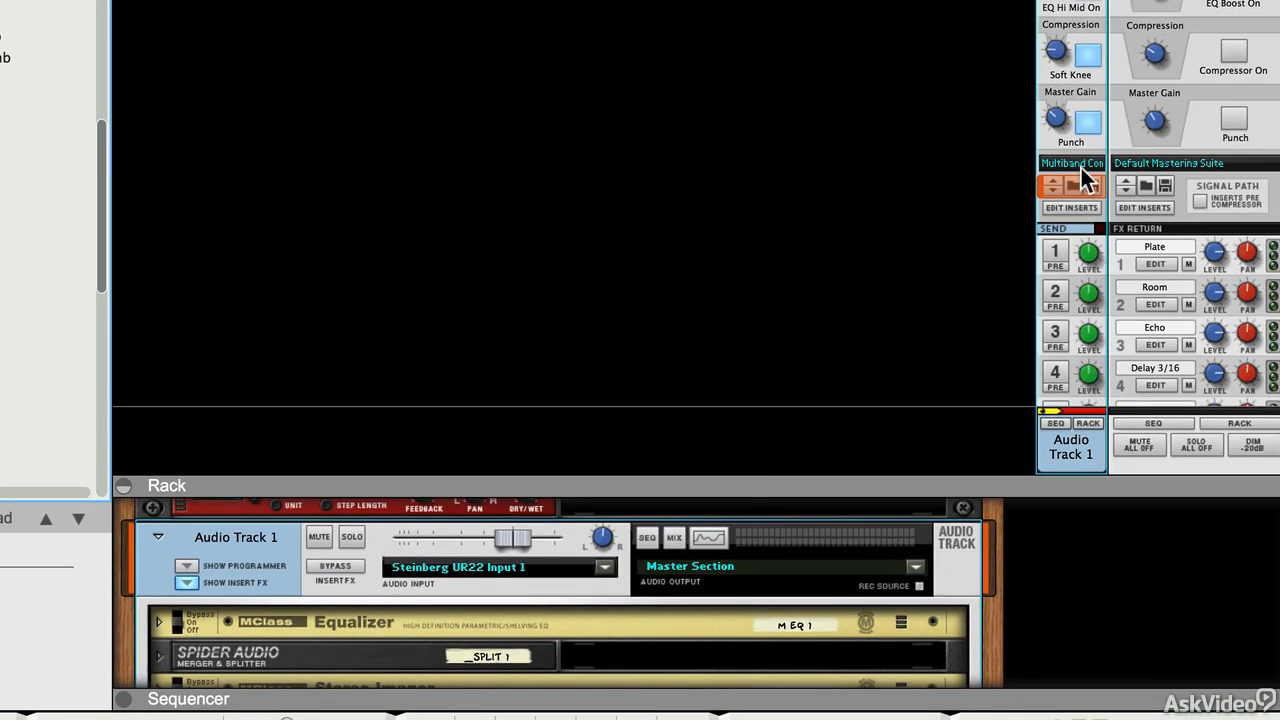 EQ Hi Mid On
EQ Boost On
Compression
Compression
Soft Knee
Compressor On
Master Gain
Master Gain
Punch
Punch
Multiband Com
Default Mastering Suite
SIGNAL PATH
INSERTS PRE
COMPRESSOR
EDIT INSERTS
EDIT INSERTS
SEND
FX RETURN
1
PRE
LEVEL
Plate
1
EDIT
M
LEVEL
PAN
2
PRE
LEVEL
Room
2
EDIT
M
LEVEL
PAN
3
PRE
LEVEL
Echo
3
EDIT
M
LEVEL
PAN
4
PRE
LEVEL
Delay 3/16
4
EDIT
M
LEVEL
PAN
SEQ
RACK
SEQ
RACK
Audio
Track 1
MUTE
ALL OFF
SOLO
ALL OFF
DIM
-20dB
Rack
UNIT
STEP LENGTH
FEEDBACK
PAN
DRY/WET
Audio Track 1
MUTE
SOLO
L
R
SEQ
MIX
AUDIO
TRACK
SHOW PROGRAMMER
BYPASS
Steinberg UR22 Input 1
Master Section
SHOW INSERT FX
INSERT FX
AUDIO INPUT
AUDIO OUTPUT
REC SOURCE
Bypass
On
Off
MClass Equalizer
HIGH DEFINITION PARAMETRIC/SHELVING EQ
M EQ 1
SPIDER AUDIO
MERGER & SPLITTER
_SPLIT 1
Stereo Imager
Sequencer
AskVideo